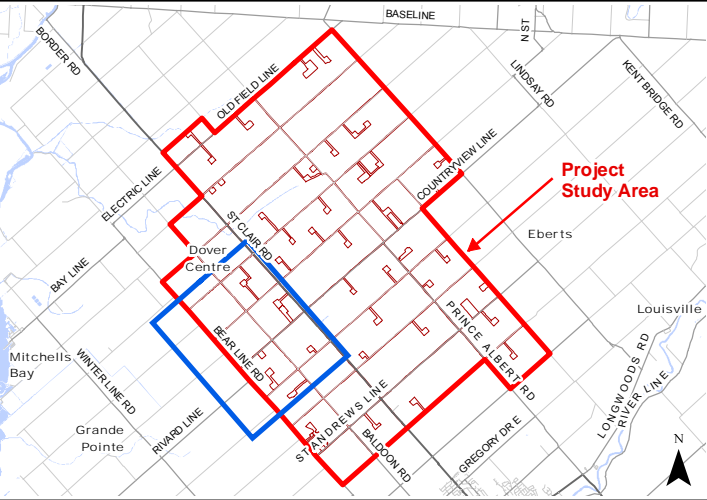 BASELINE
BORDER RD
N ST
LINDSAY RD
KENT BRIDGE RD
OLD FIELD LINE
COUNTRYVIEW LINE
Project
Study Area
ELECTRIC LINE
ST CLAIR RD
Eberts
Dover
Centre
BAY LINE
PRINCE ALBERT RD
Louisville
BEAR LINE RD
Mitchells
Bay
WINTER LINE RD
LONGWOODS RD
RIVER LINE
Grande
Pointe
RIVARD LINE
ST ANDREWS LINE
BALDOON RD
GREGORY DR E
N